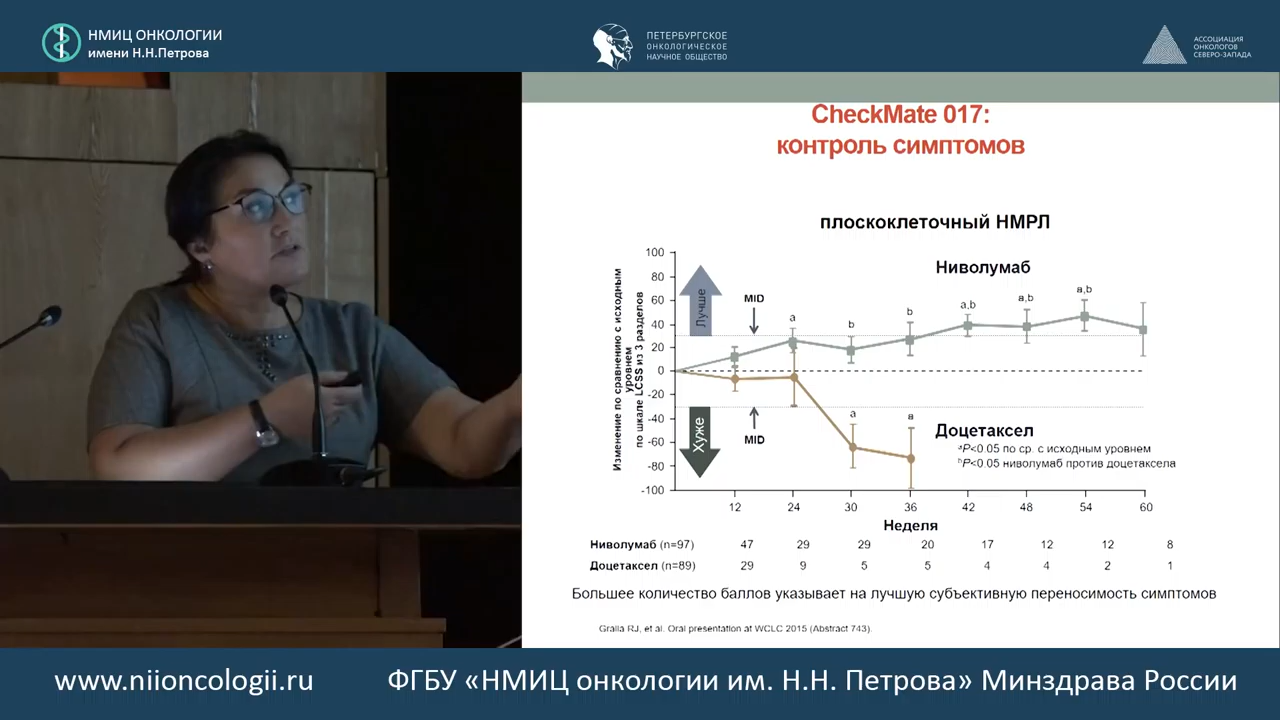 НМИЦ ОНКОЛОГИИ
имени Н.Н.Петрова
ПЕТЕРБУРГСКОЕ
ОНКОЛОГИЧЕСКОЕ
НАУЧНОЕ ОБЩЕСТВО
АССОЦИАЦИЯ
ОНКОЛОГОВ
СЕВЕРО-ЗАПАДА
CheckMate 017:
контроль симптомов
плоскоклеточный НМРЛ
Изменение по сравнению с исходным
уровнем
по шкале LCSS из 3 разделов
100
80
60
40
20
0
-20
-40
-60
-80
-100
Лучше
Хуже
MID
MID
Ниволумаб
a
b
b
a,b
a,b
a,b
a
a
Доцетаксел
ᵃP<0.05 по ср. с исходным уровнем
ᵇP<0.05 ниволумаб против доцетаксела
12 24 30 36 42 48 54 60
Неделя
Ниволумаб (n=97) 47 29 29 20 17 12 12 8
Доцетаксел (n=89) 29 9 5 5 4 4 2 1
Большее количество баллов указывает на лучшую субъективную переносимость симптомов
Gralla RJ, et al. Oral presentation at WCLC 2015 (Abstract 743).
www.niioncologii.ru
ФГБУ «НМИЦ онкологии им. Н.Н. Петрова» Минздрава России